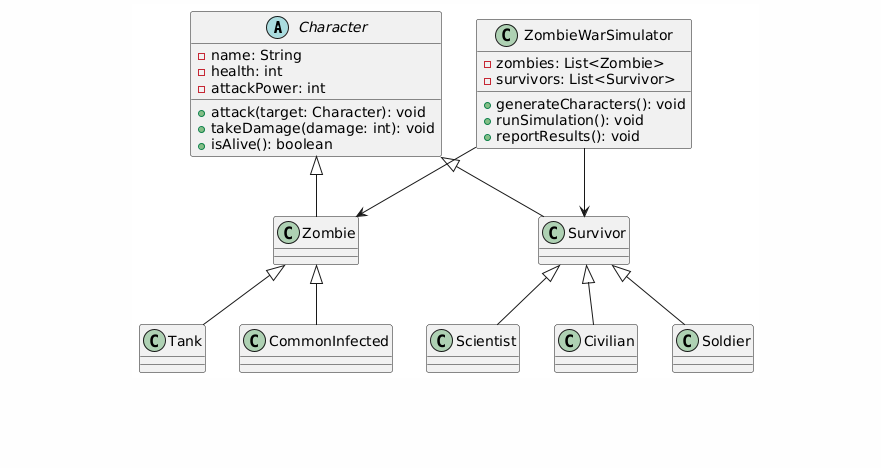 A Character
name: String
health: int
attackPower: int
attack(target: Character): void
takeDamage(damage: int): void
isAlive(): boolean
C ZombieWarSimulator
zombies: List<Zombie>
survivors: List<Survivor>
generateCharacters(): void
runSimulation(): void
reportResults(): void
C Zombie
C Survivor
C Tank
C CommonInfected
C Scientist
C Civilian
C Soldier